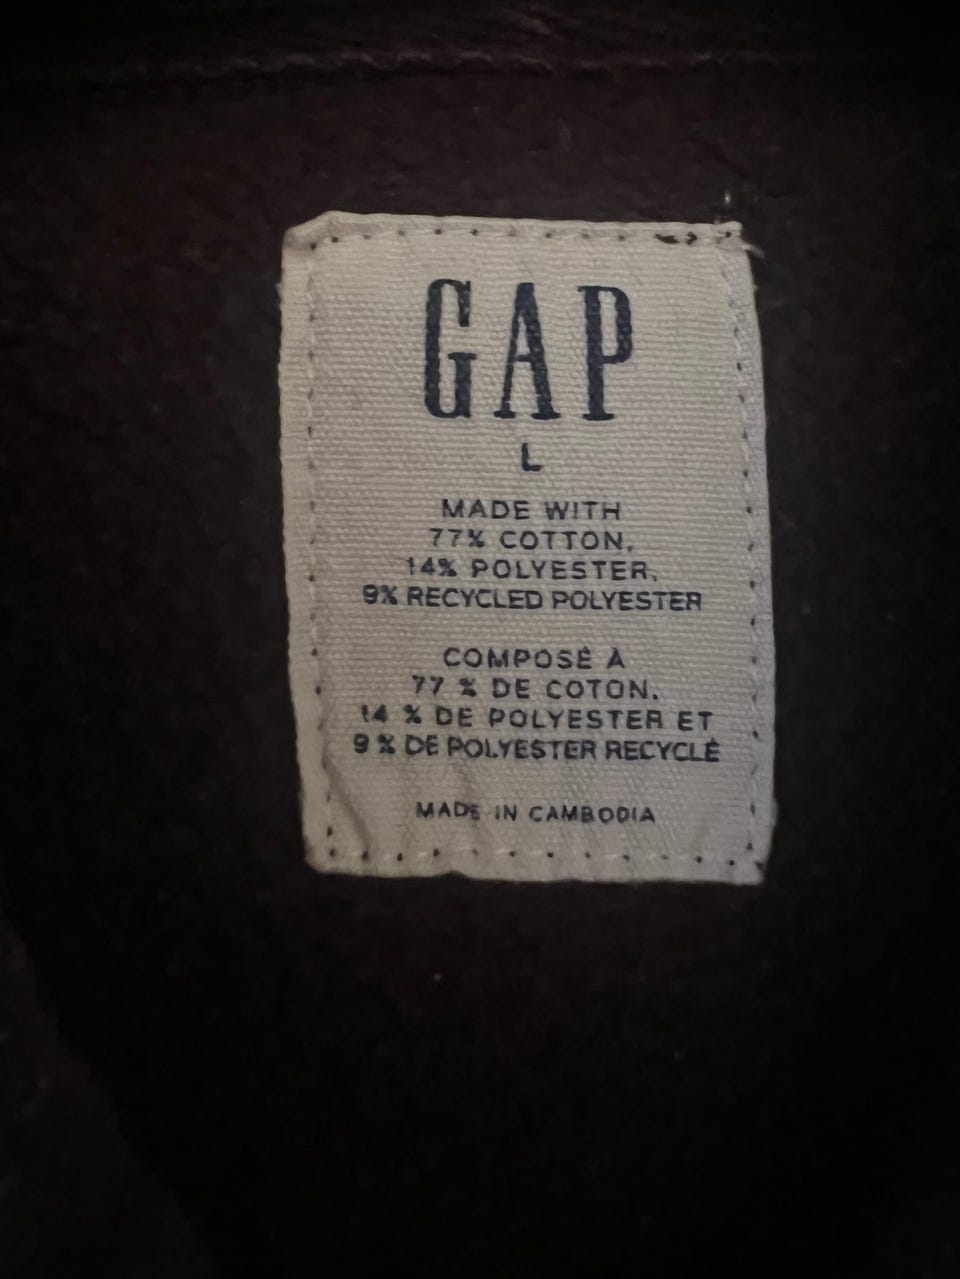 GAP
L
MADE WITH
77% COTTON,
14% POLYESTER,
9% RECYCLED POLYESTER
COMPOSÉ À
77 % DE COTON,
14 % DE POLYESTER ET
9 % DE POLYESTER RECYCLÉ
MADE IN CAMBODIA